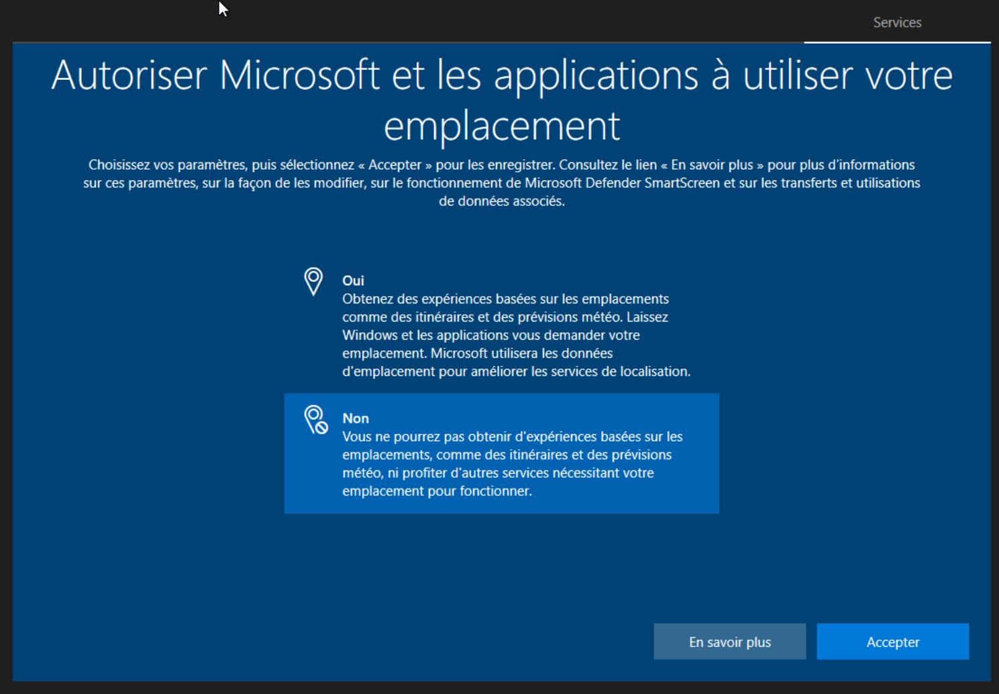 Services
Autoriser Microsoft et les applications à utiliser votre
emplacement
Choisissez vos paramètres, puis sélectionnez « Accepter » pour les enregistrer. Consultez le lien « En savoir plus » pour plus d’informations
sur ces paramètres, sur la façon de les modifier, sur le fonctionnement de Microsoft Defender SmartScreen et sur les transferts et utilisations
de données associés.
Oui
Obtenez des expériences basées sur les emplacements
comme des itinéraires et des prévisions météo. Laissez
Windows et les applications vous demander votre
emplacement. Microsoft utilisera les données
d'emplacement pour améliorer les services de localisation.
Non
Vous ne pourrez pas obtenir d'expériences basées sur les
emplacements, comme des itinéraires et des prévisions
météo, ni profiter d'autres services nécessitant votre
emplacement pour fonctionner.
En savoir plus
Accepter